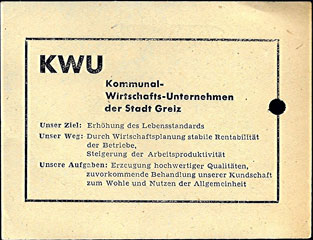 KWU
Kommunal-
Wirtschafts-Unternehmen
der Stadt Greiz
Unser Ziel: Erhöhung des Lebensstandards
Unser Weg: Durch Wirtschaftsplanung stabile Rentabilität
der Betriebe,
Steigerung der Arbeitsproduktivität
Unsere Aufgaben: Erzeugung hochwertiger Qualitäten,
zuvorkommende Behandlung unserer Kundschaft
zum Wohle und Nutzen der Allgemeinheit